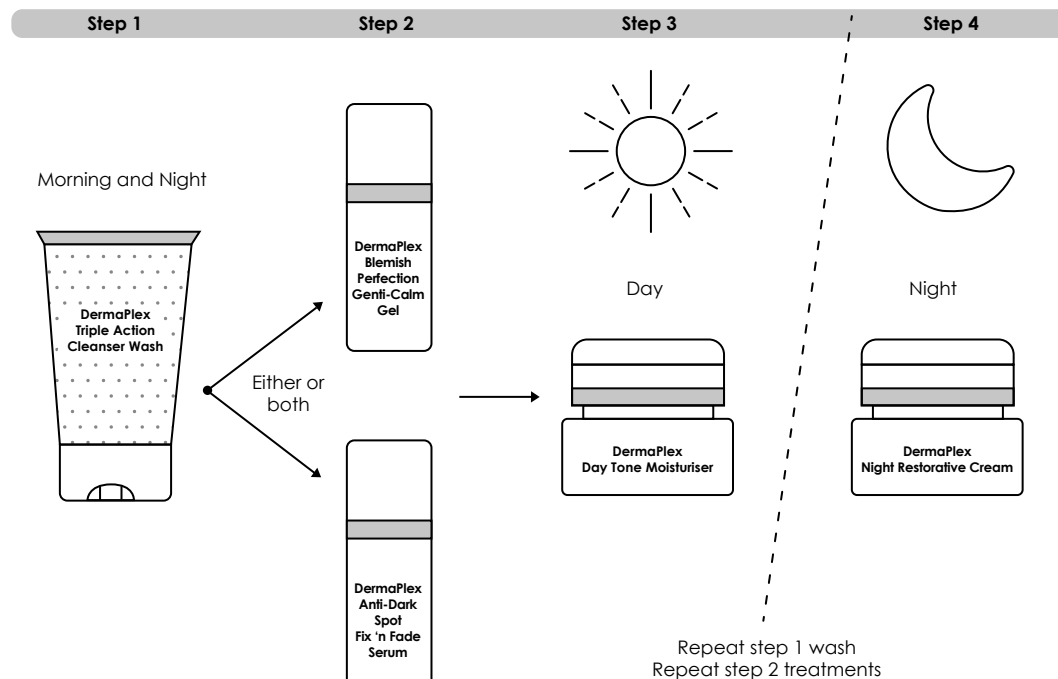 Step 1
Step 2
Step 3
Step 4
Morning and Night
DermaPlex
Triple Action
Cleanser Wash
Either or
both
DermaPlex
Blemish
Perfection
Genti-Calm
Gel
DermaPlex
Anti-Dark
Spot
Fix ‘n Fade
Serum
Day
DermaPlex
Day Tone Moisturiser
Night
DermaPlex
Night Restorative Cream
Repeat step 1 wash
Repeat step 2 treatments